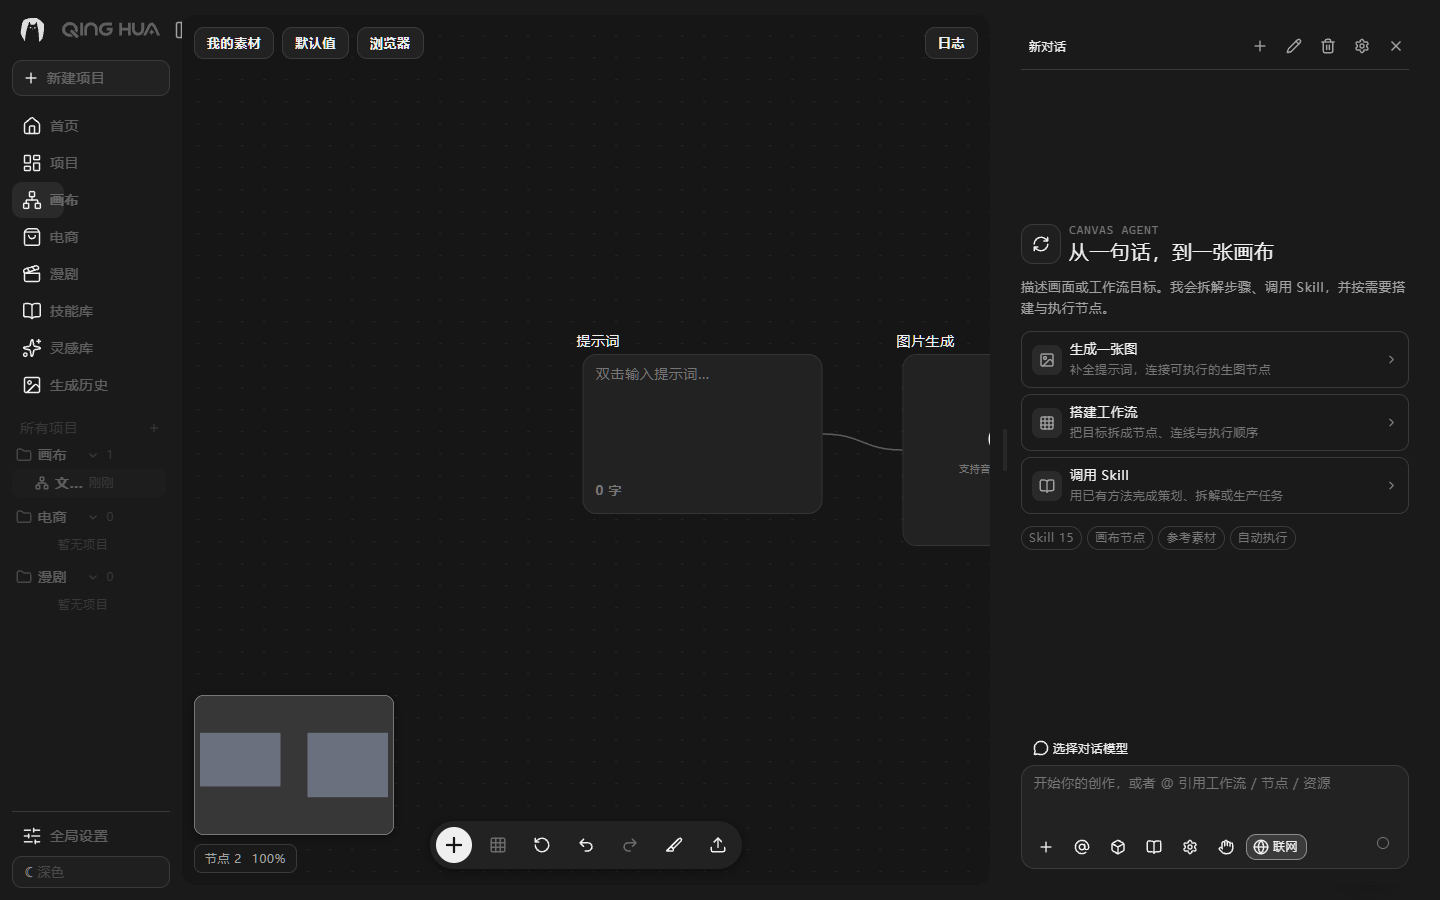 QING HUA
新建项目
首页
项目
画布
电商
漫剧
技能库
灵感库
生成历史
所有项目
画布 1
文... 刚刚
电商 0
暂无项目
漫剧 0
暂无项目
全局设置
深色
我的素材 默认值 浏览器 日志
提示词
双击输入提示词...
0 字
图片生成
支持音
节点 2 100%
新对话
CANVAS AGENT
从一句话，到一张画布
描述画面或工作流目标。我会拆解步骤、调用 Skill，并按需要搭
建与执行节点。
生成一张图
补全提示词，连接可执行的生图节点
搭建工作流
把目标拆成节点、连线与执行顺序
调用 Skill
用已有方法完成策划、拆解或生产任务
Skill 15 画布节点 参考素材 自动执行
选择对话模型
开始你的创作，或者 @ 引用工作流 / 节点 / 资源
联网